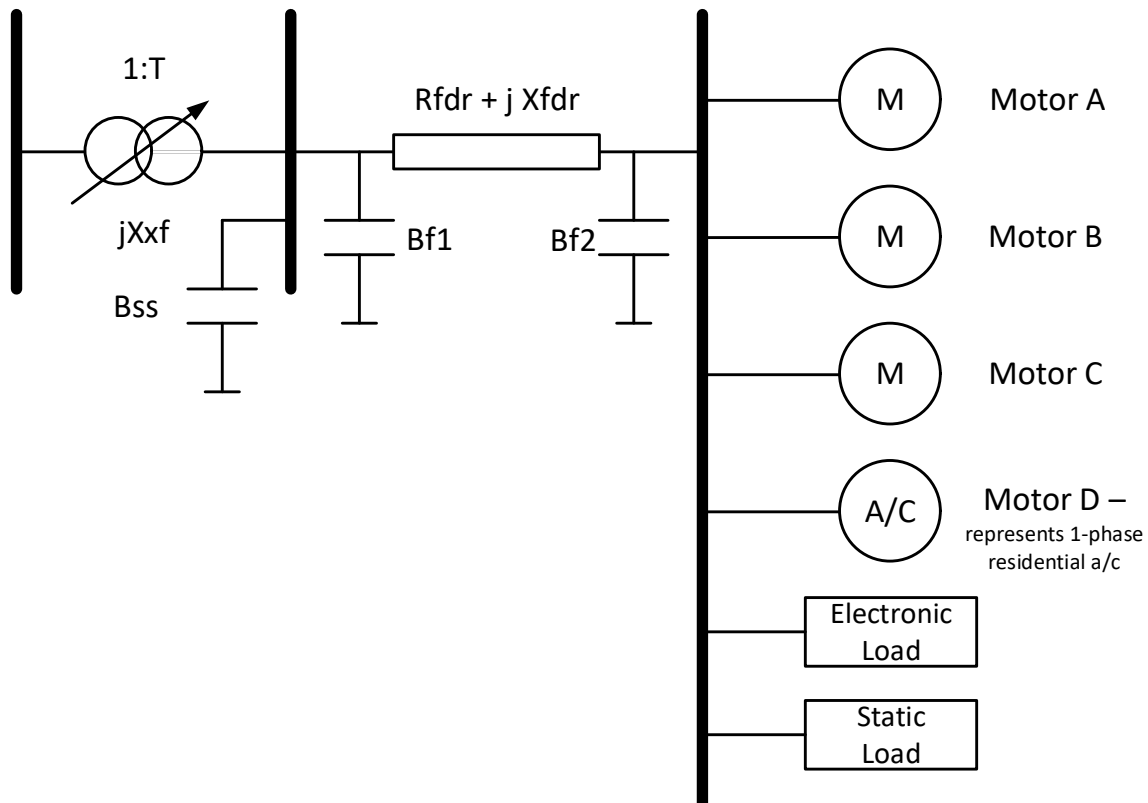 1:T
Rfdr + j Xfdr
jXxf
Bss
Bf1
Bf2
M
Motor A
M
Motor B
M
Motor C
A/C
Motor D –
represents 1-phase
residential a/c
Electronic
Load
Static
Load